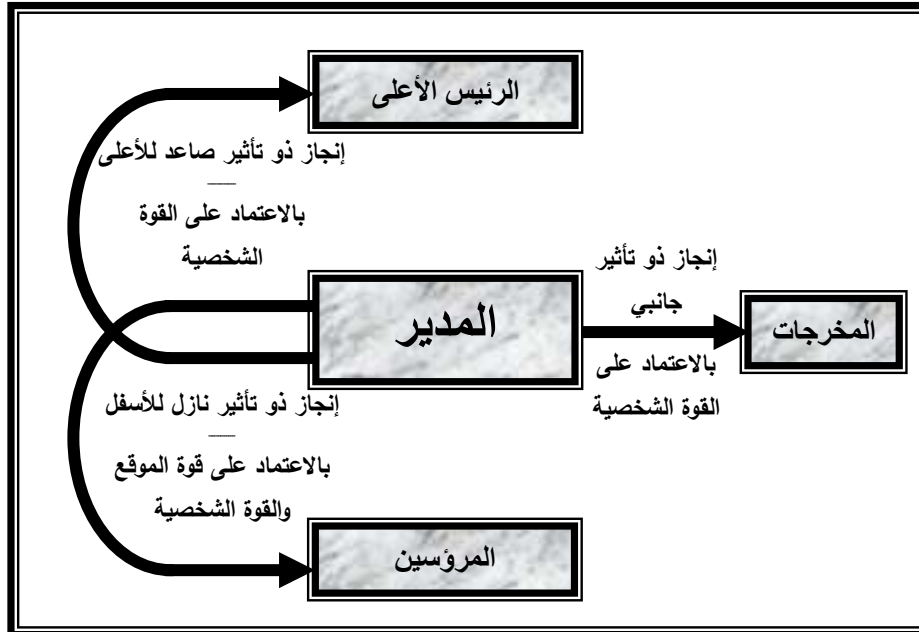 الرئيس الأعلى
إنجاز ذو تأثير صاعد للأعلى
بالاعتماد على القوة
الشخصية
المدير
إنجاز ذو تأثير
جانبي
بالاعتماد على
القوة الشخصية
المخرجات
إنجاز ذو تأثير نازل للأسفل
بالاعتماد على قوة الموقع
والقوة الشخصية
المرؤسين